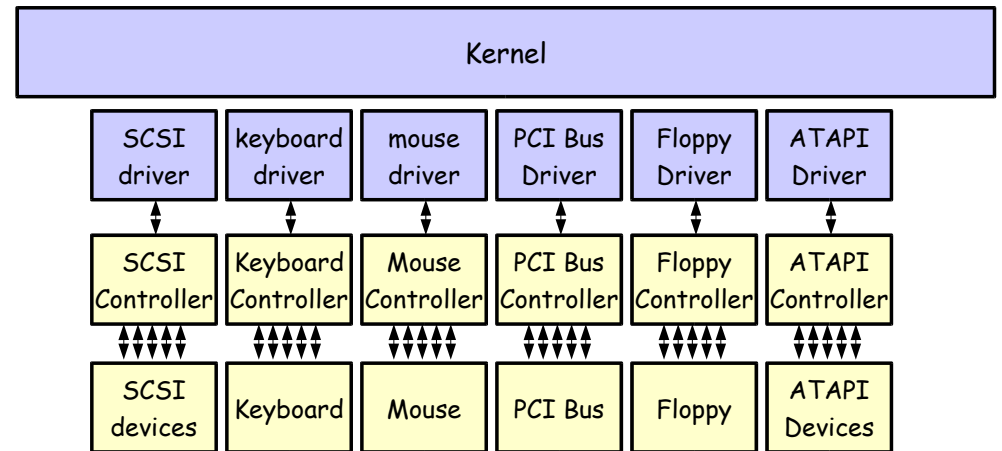 Kernel
SCSI
driver
keyboard
driver
mouse
driver
PCI Bus
Driver
Floppy
Driver
ATAPI
Driver
SCSI
Controller
Keyboard
Controller
Mouse
Controller
PCI Bus
Controller
Floppy
Controller
ATAPI
Controller
SCSI
devices
Keyboard
Mouse
PCI Bus
Floppy
ATAPI
Devices